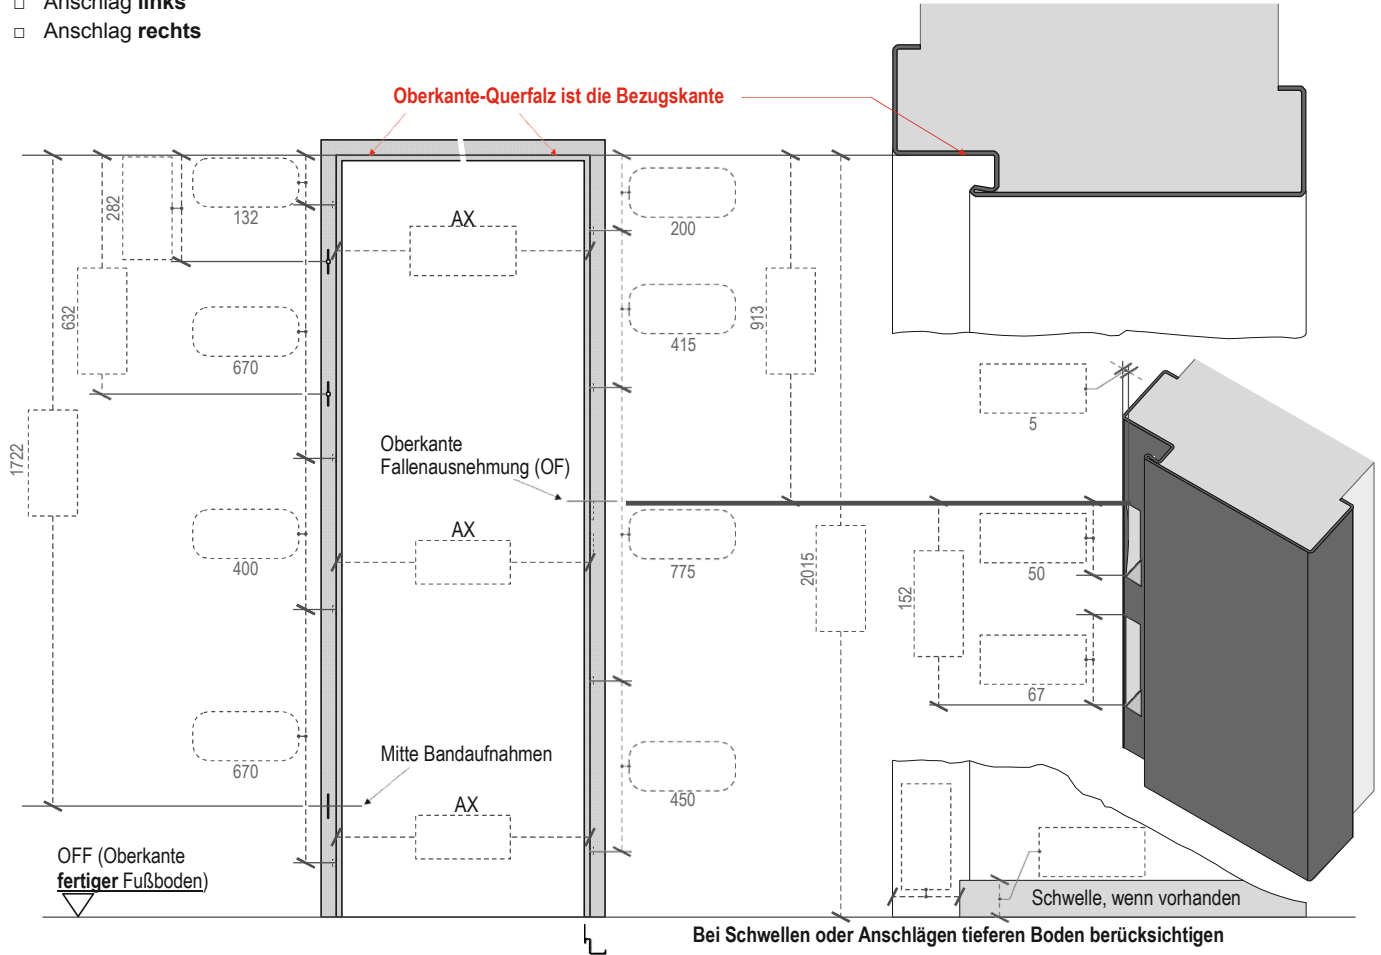 □ Anschlag links
□ Anschlag rechts
Oberkante-Querfalz ist die Bezugskante
282
132
AX
200
632
670
415
913
5
1722
Oberkante
Fallenausnehmung (OF)
AX
400
775
2015
152
50
67
670
Mitte Bandaufnahmen
AX
450
OFF (Oberkante
fertiger Fußboden)
Schwelle, wenn vorhanden
Bei Schwellen oder Anschlägen tieferen Boden berücksichtigen